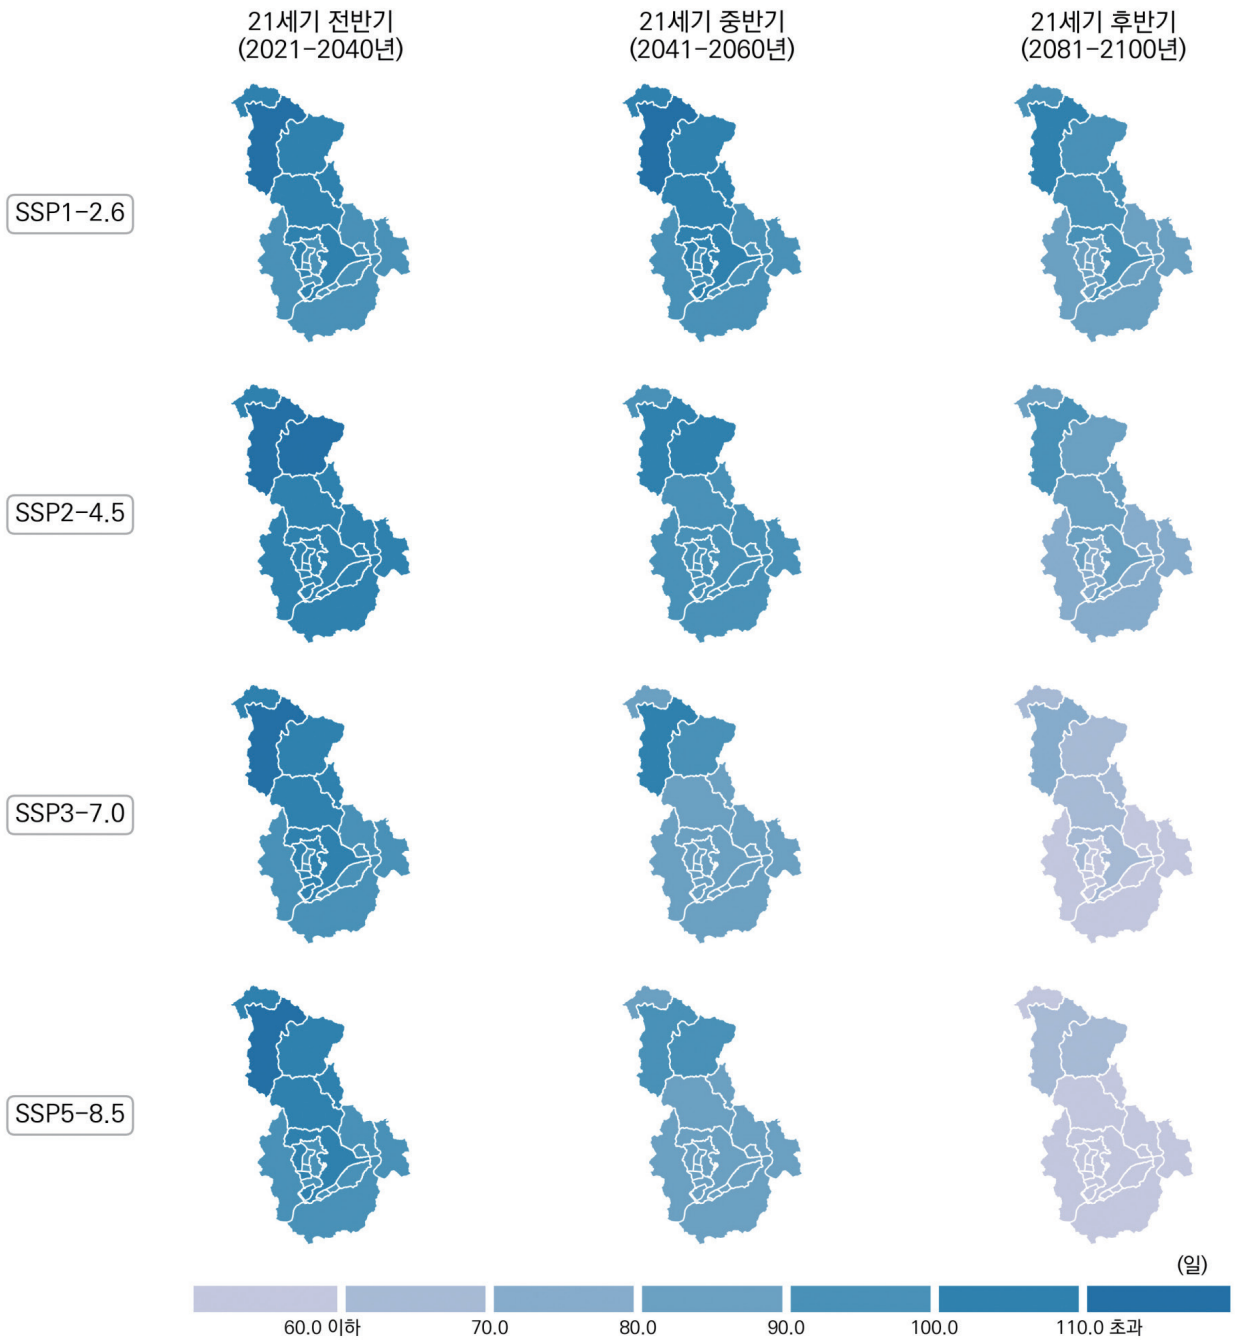 21세기 전반기
(2021-2040년)
21세기 중반기
(2041-2060년)
21세기 후반기
(2081-2100년)
SSP1-2.6
SSP2-4.5
SSP3-7.0
SSP5-8.5
(일)
60.0 이하 70.0 80.0 90.0 100.0 110.0 초과